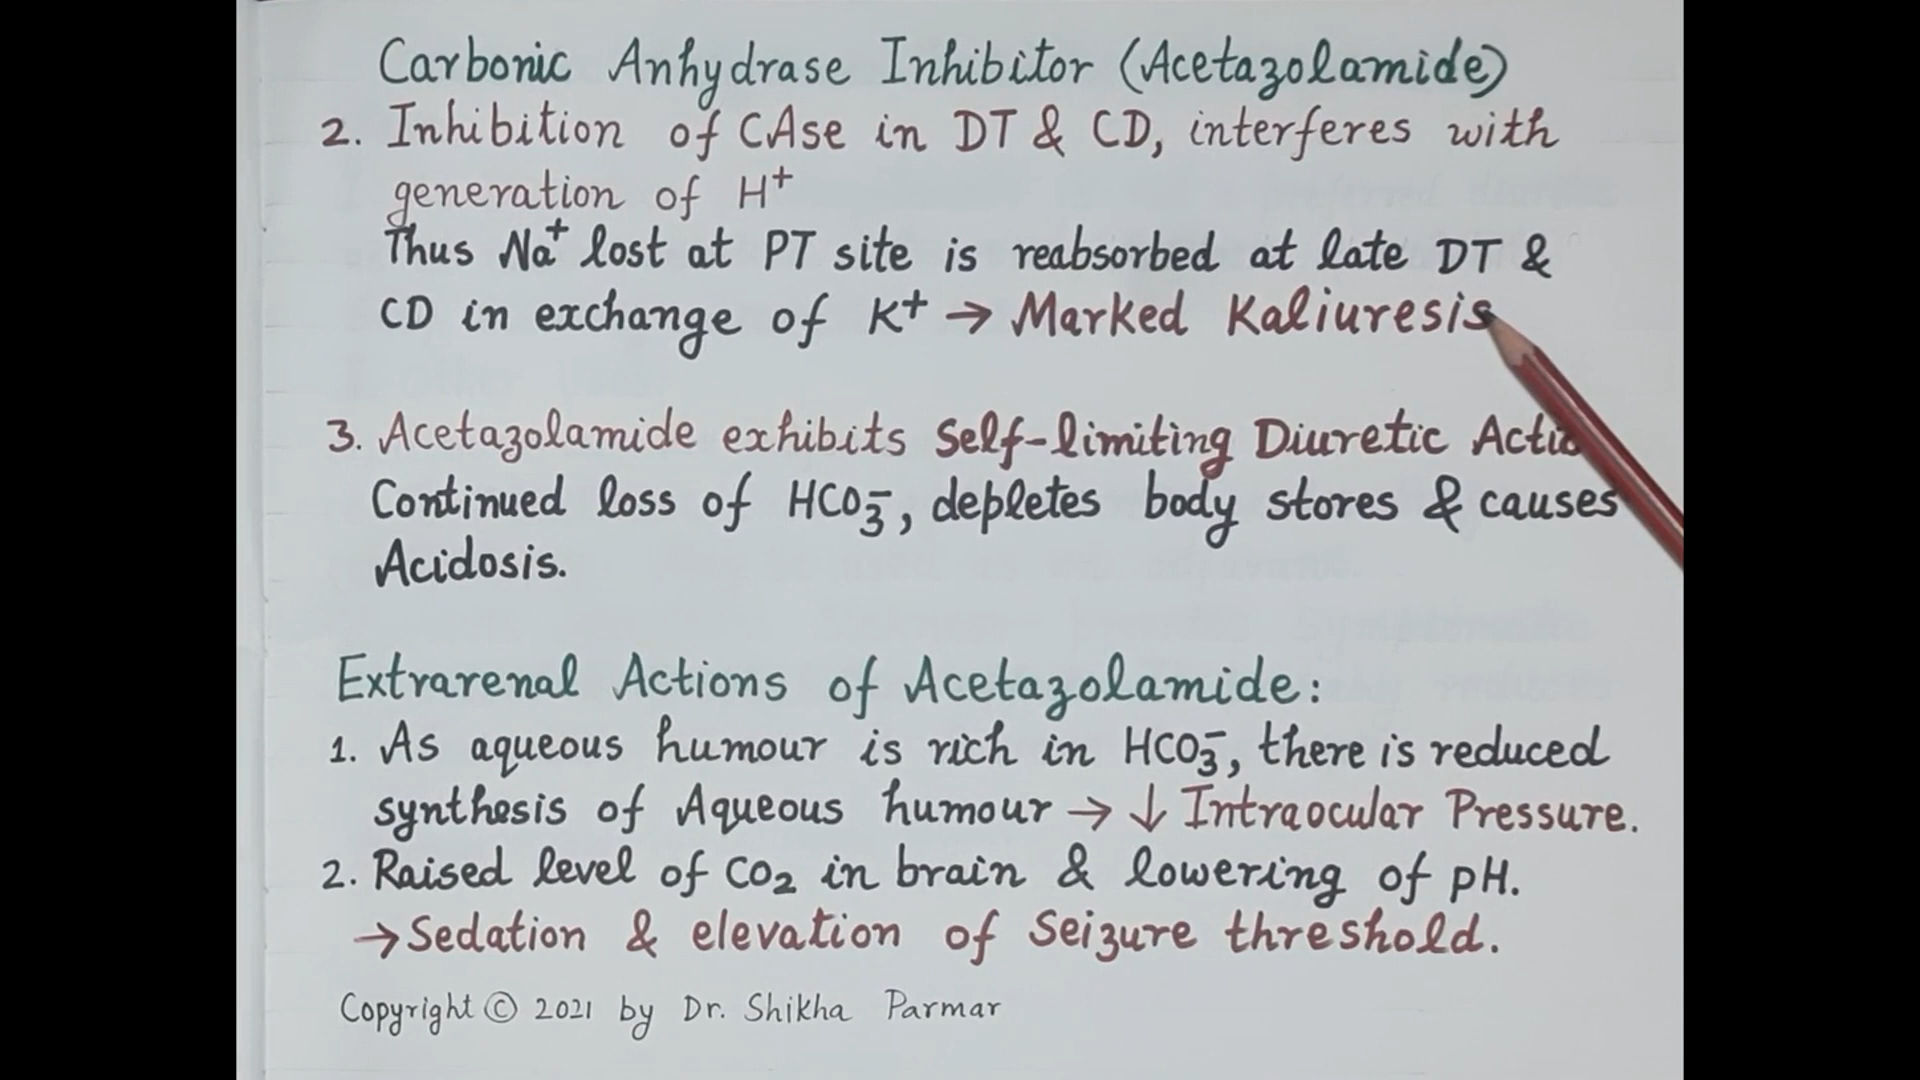 Carbonic Anhydrase Inhibitor (Acetazolamide)
2. Inhibition of CAse in DT & CD, interferes with
generation of H⁺
Thus Na⁺ lost at PT site is reabsorbed at late DT &
CD in exchange of K⁺ → Marked Kaliuresis
3. Acetazolamide exhibits Self-limiting Diuretic
Continued loss of HCO₃⁻, depletes body stores & causes
Acidosis.
Extrarenal Actions of Acetazolamide:
1. As aqueous humour is rich in HCO₃⁻, there is reduced
synthesis of Aqueous humour → ↓ Intraocular Pressure.
2. Raised level of CO₂ in brain & lowering of pH.
→ Sedation & elevation of Seizure threshold.
Copyright © 2021 by Dr. Shikha Parmar